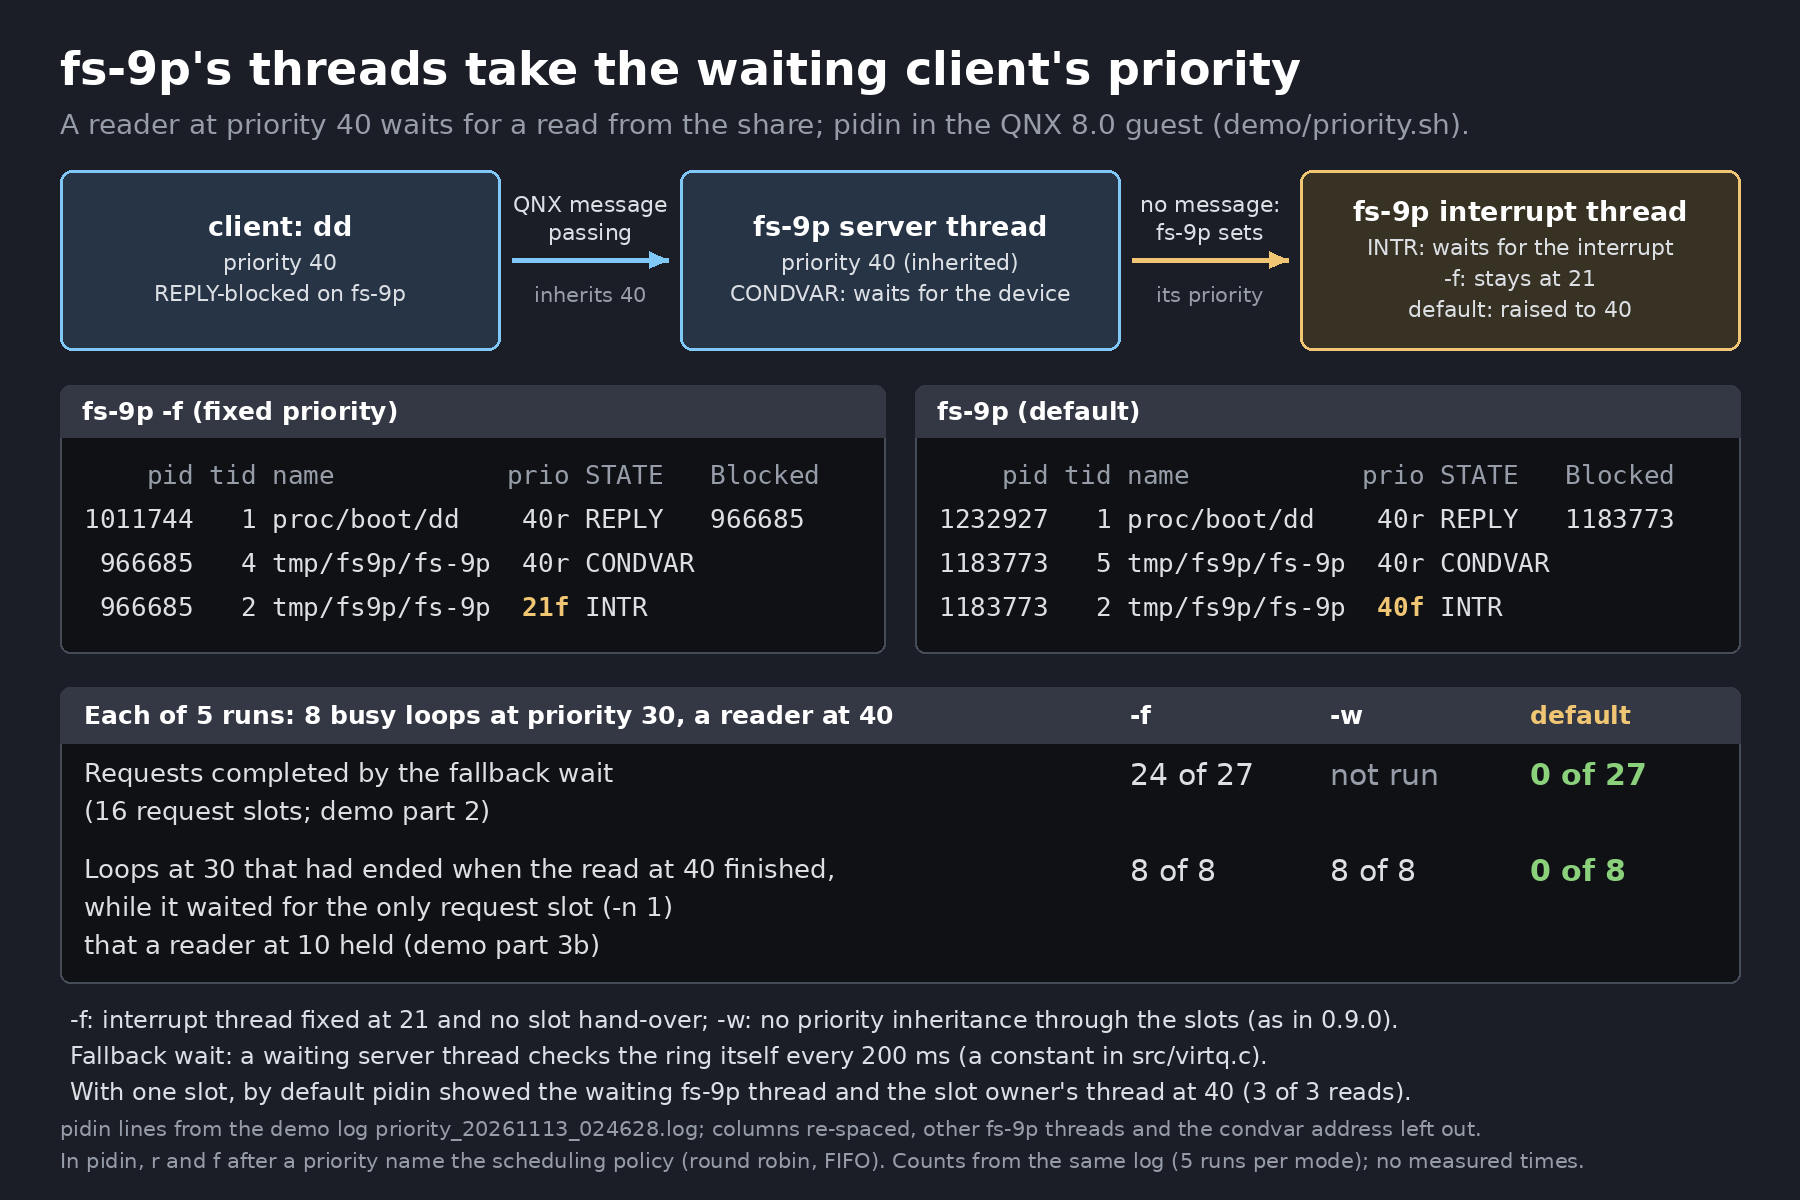 fs-9p's threads take the waiting client's priority
A reader at priority 40 waits for a read from the share; pidin in the QNX 8.0 guest (demo/priority.sh).
client: dd
priority 40
REPLY-blocked on fs-9p
QNX message
passing
inherits 40
fs-9p server thread
priority 40 (inherited)
CONDVAR: waits for the device
no message:
fs-9p sets
its priority
fs-9p interrupt thread
INTR: waits for the interrupt
-f: stays at 21
default: raised to 40
fs-9p -f (fixed priority)
pid tid name prio STATE Blocked
1011744 1 proc/boot/dd 40r REPLY 966685
966685 4 tmp/fs9p/fs-9p 40r CONDVAR
966685 2 tmp/fs9p/fs-9p 21f INTR
fs-9p (default)
pid tid name prio STATE Blocked
1232927 1 proc/boot/dd 40r REPLY 1183773
1183773 5 tmp/fs9p/fs-9p 40r CONDVAR
1183773 2 tmp/fs9p/fs-9p 40f INTR
Each of 5 runs: 8 busy loops at priority 30, a reader at 40 -f -w default
Requests completed by the fallback wait 24 of 27 not run 0 of 27
(16 request slots; demo part 2)
Loops at 30 that had ended when the read at 40 finished, 8 of 8 8 of 8 0 of 8
while it waited for the only request slot (-n 1)
that a reader at 10 held (demo part 3b)
-f: interrupt thread fixed at 21 and no slot hand-over; -w: no priority inheritance through the slots (as in 0.9.0).
Fallback wait: a waiting server thread checks the ring itself every 200 ms (a constant in src/virtq.c).
With one slot, by default pidin showed the waiting fs-9p thread and the slot owner's thread at 40 (3 of 3 reads).
pidin lines from the demo log priority_20261113_024628.log; columns re-spaced, other fs-9p threads and the condvar address left out.
In pidin, r and f after a priority name the scheduling policy (round robin, FIFO). Counts from the same log (5 runs per mode); no measured times.